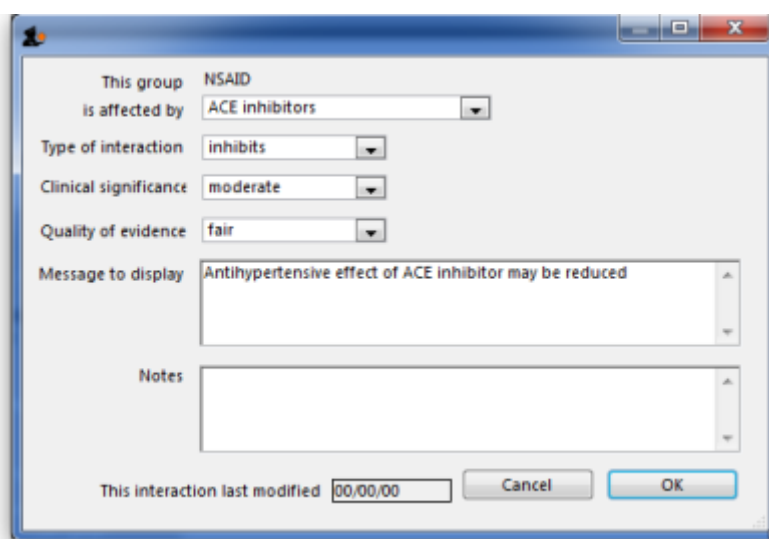 This group NSAID
is affected by ACE inhibitors
Type of interaction inhibits
Clinical significance moderate
Quality of evidence fair
Message to display Antihypertensive effect of ACE inhibitor may be reduced
Notes
This interaction last modified 00/00/00 Cancel OK